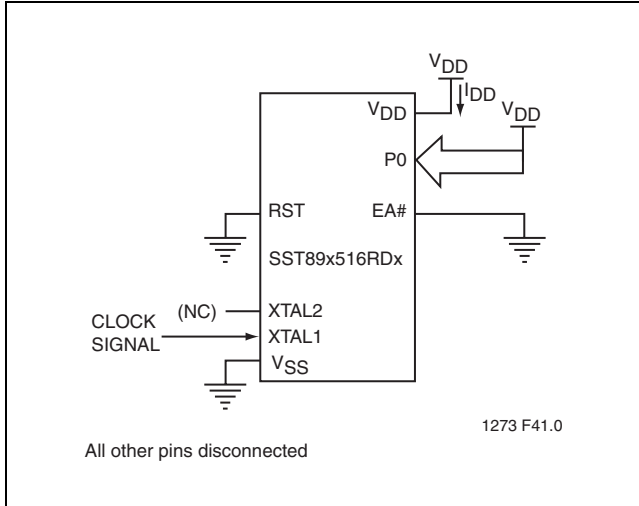 VDD
IDD
VDD
VDD
P0
RST
EA#
SST89x516RDx
(NC)
XTAL2
CLOCK
SIGNAL
XTAL1
VSS
1273 F41.0
All other pins disconnected